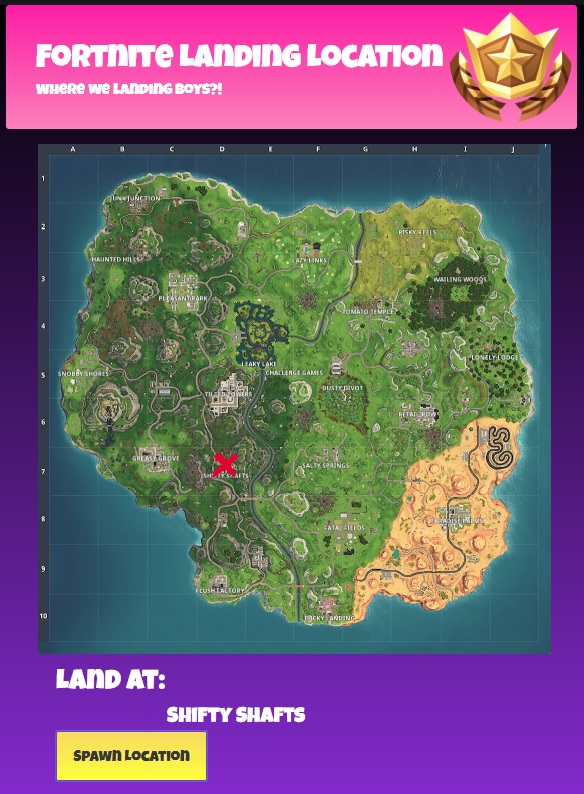 Fortnite Landing Location
Where we landing boys?!
A B C D E F G H I J
1
JUNK JUNCTION
2
RISKY REELS
HAUNTED HILLS
AZY LINKS
3
WAILING WOODS
PLEASANT PARK
TOMATO TEMPLE
4
LONELY LODGE
LEAKY LAKE
5
SNOBBY SHORES
CHALLENGE GAMES
TILTED TOWERS
DUSTY DIVOT
RETAIL ROW
6
GREASY GROVE
7
SALTY SPRINGS
SHIFTY SHAFTS
8
PARADISE PALMS
FATAL FIELDS
9
FLUSH FACTORY
10
LUCKY LANDING
Land at:
Shifty Shafts
Spawn Location